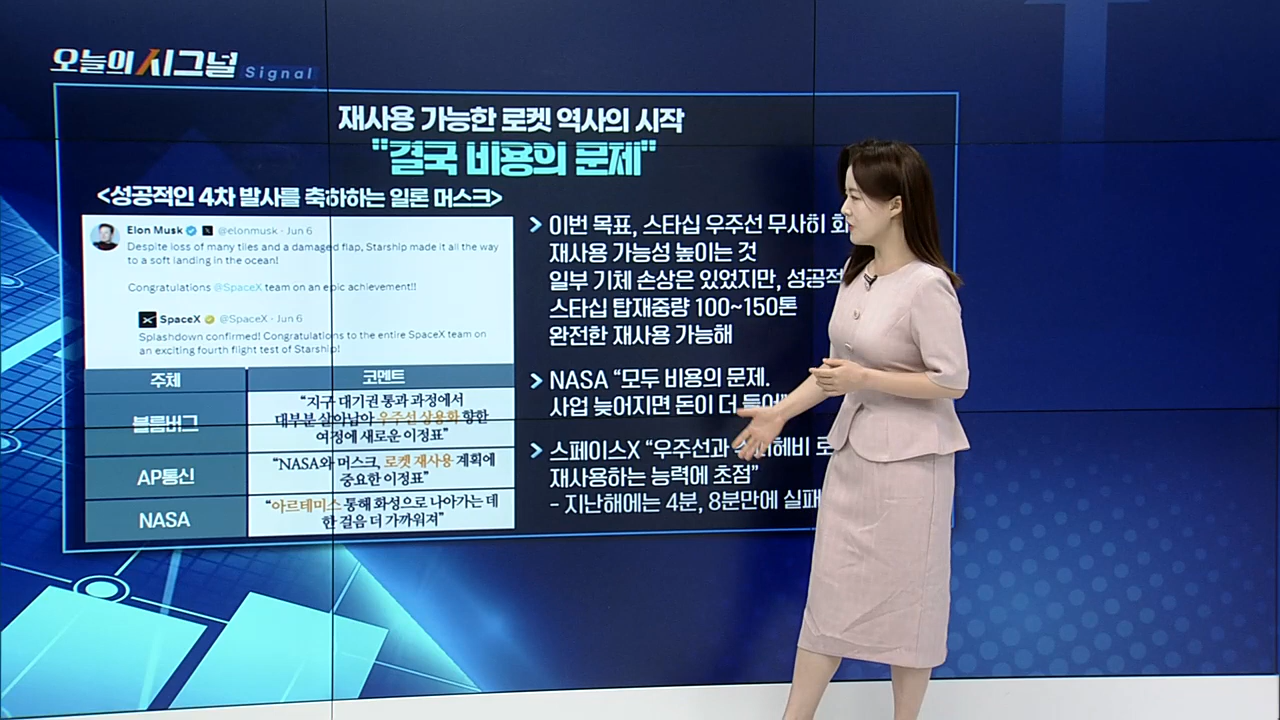 오늘의 시그널 Signal
재사용 가능한 로켓 역사의 시작
"결국 비용의 문제"
<성공적인 4차 발사를 축하하는 일론 머스크>
Elon Musk @elonmusk · Jun 6
Despite loss of many tiles and a damaged flap, Starship made it all the way
to a soft landing in the ocean!
Congratulations @SpaceX team on an epic achievement!!
SpaceX @SpaceX · Jun 6
Splashdown confirmed! Congratulations to the entire SpaceX team on
an exciting fourth flight test of Starship!
주체 코멘트
블룸버그 “지구 대기권 통과 과정에서
대부분 살아남아 우주선 상용화 향한
여정에 새로운 이정표”
AP통신 “NASA와 머스크, 로켓 재사용 계획에
중요한 이정표”
NASA “아르테미스 통해 화성으로 나아가는 데
한 걸음 더 가까워져”
이번 목표, 스타십 우주선 무사히
재사용 가능성 높이는 것
일부 기체 손상은 있었지만, 성공적
스타십 탑재중량 100~150톤
완전한 재사용 가능해
NASA “모두 비용의 문제.
사업 늦어지면 돈이 더
스페이스X “우주선과
재사용하는 능력에 초점”
- 지난해에는 4분, 8분만에 실패